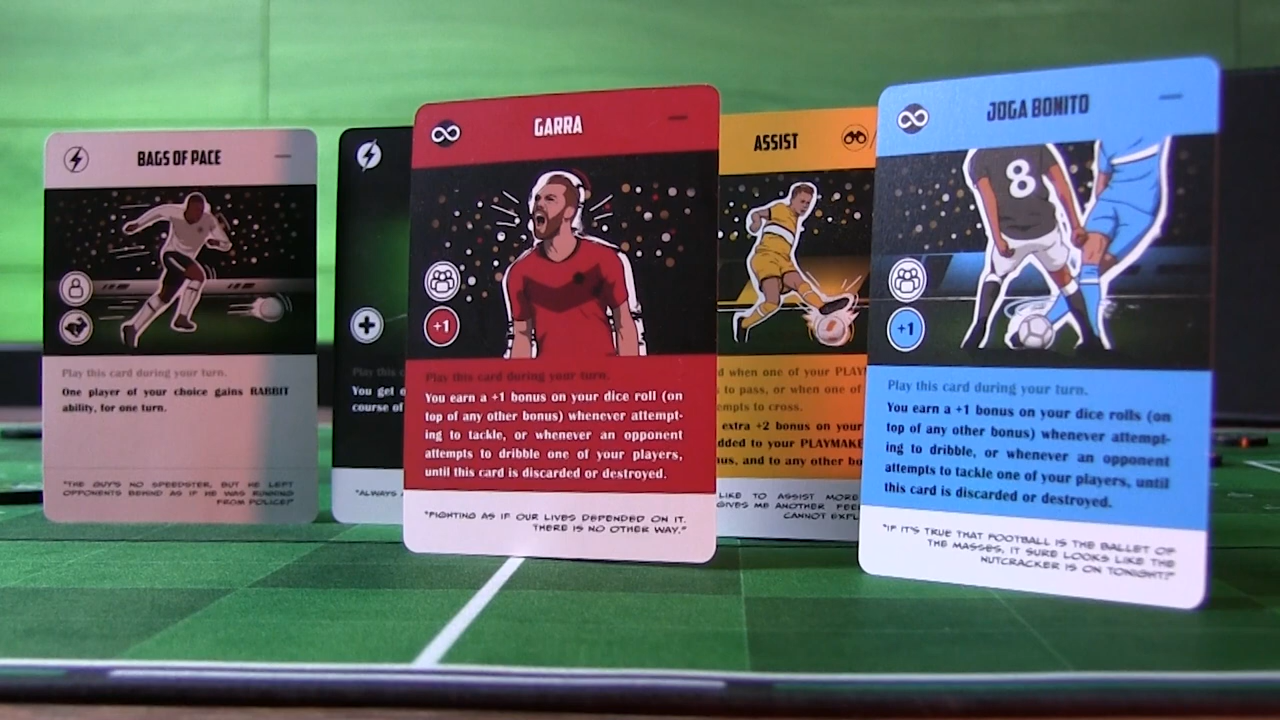 BAGS OF PACE
Play this card during your turn.
One player of your choice gains RABBIT
ability, for one turn.
"THE GUY'S NO SPEEDSTER, BUT HE LEFT
OPPONENTS BEHIND AS IF HE WAS RUNNING
FROM POLICE!"
Play this c
You get
course of
"ALWAYS
GARRA
+1
Play this card during your turn.
You earn a +1 bonus on your dice roll (on
top of any other bonus) whenever attempt-
ing to tackle, or whenever an opponent
attempts to dribble one of your players,
until this card is discarded or destroyed.
"FIGHTING AS IF OUR LIVES DEPENDED ON IT.
THERE IS NO OTHER WAY."
ASSIST
when one of your PLAY
to pass, or when one of
to cross.
extra +2 bonus on your
to your PLAYMAKE
and to any other bo
LIKE TO ASSIST MORE
GIVES ME ANOTHER FEE
CANNOT EXPL
JOGA BONITO
8
+1
Play this card during your turn.
You earn a +1 bonus on your dice rolls (on
top of any other bonus) whenever attempt-
ing to dribble, or whenever an opponent
attempts to tackle one of your players, until
this card is discarded or destroyed.
"IF IT'S TRUE THAT FOOTBALL IS THE BALLET OF
THE MASSES, IT SURE LOOKS LIKE THE
NUTCRACKER IS ON TONIGHT!"